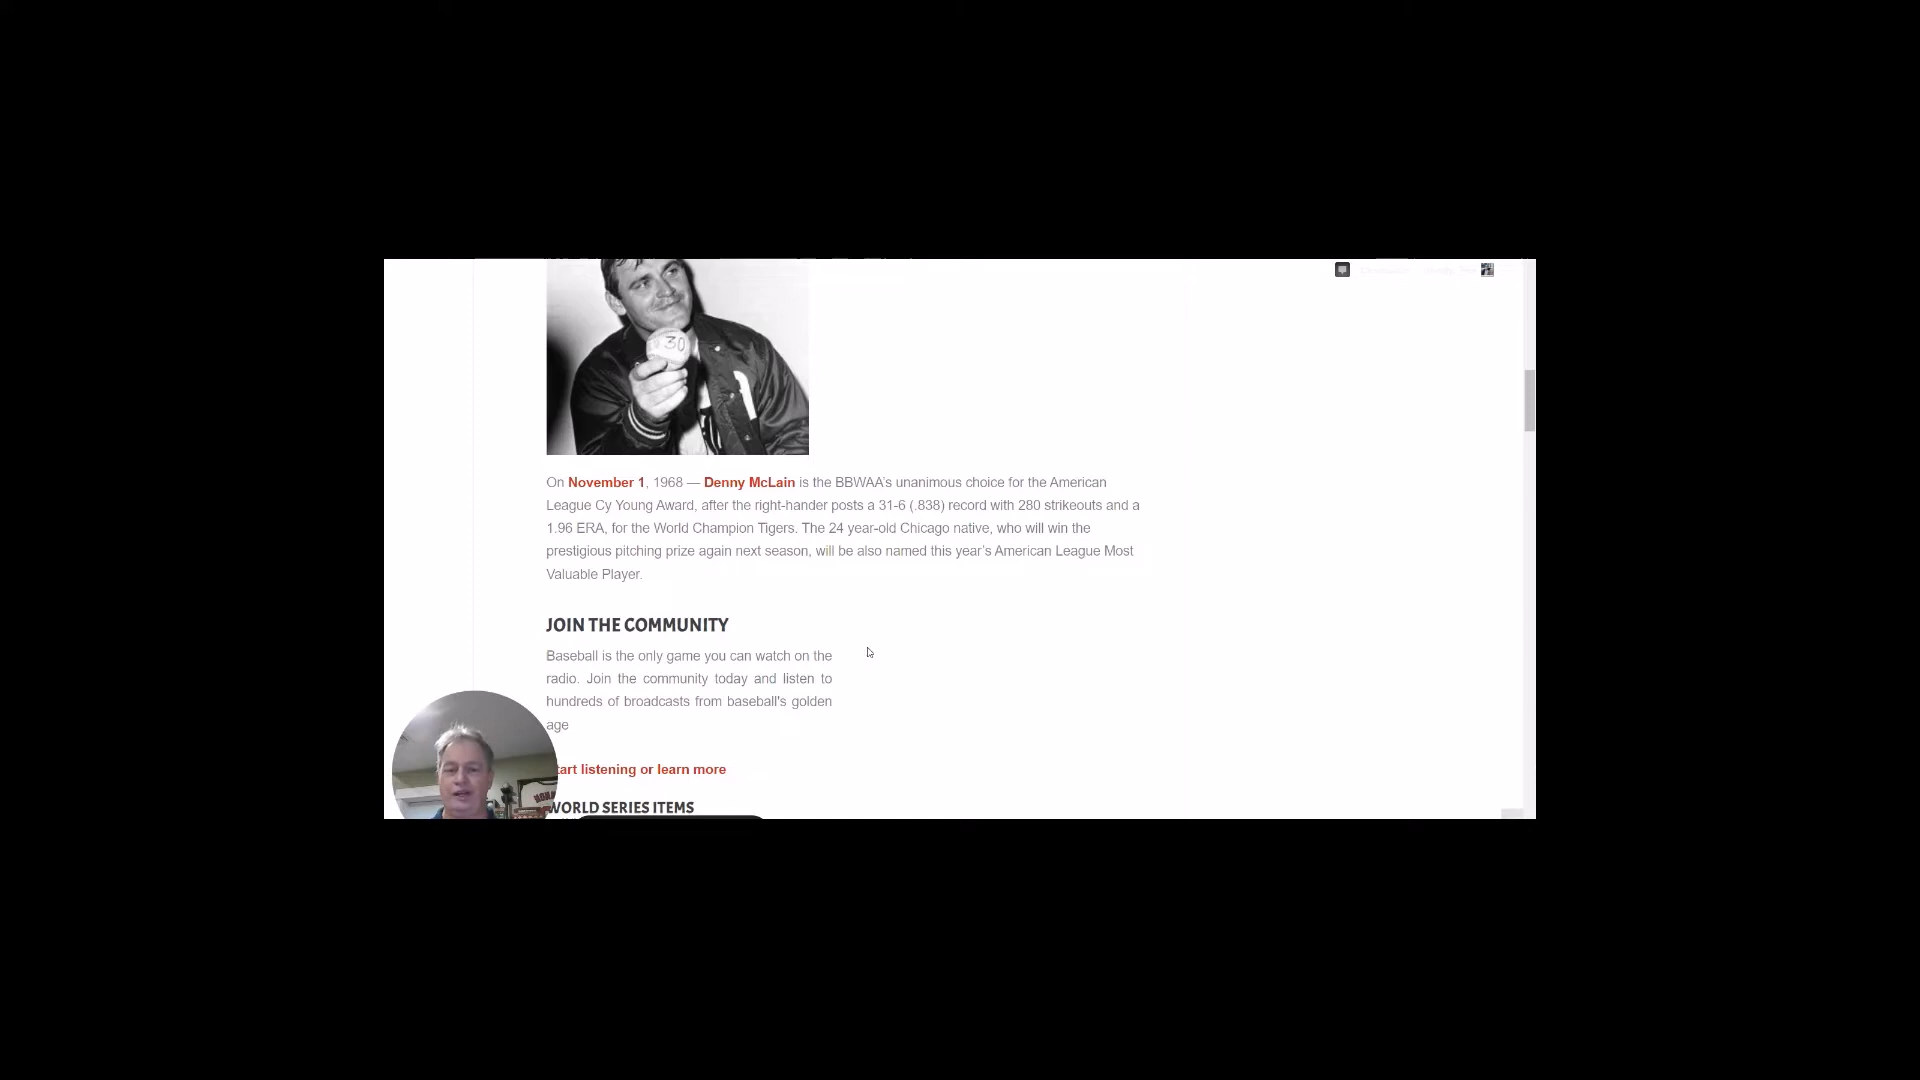 30
On November 1, 1968 — Denny McLain is the BBWAA's unanimous choice for the American
League Cy Young Award, after the right-hander posts a 31-6 (.838) record with 280 strikeouts and a
1.96 ERA, for the World Champion Tigers. The 24 year-old Chicago native, who will win the
prestigious pitching prize again next season, will be also named this year's American League Most
Valuable Player.
JOIN THE COMMUNITY
Baseball is the only game you can watch on the
radio. Join the community today and listen to
hundreds of broadcasts from baseball's golden
age
tart listening or learn more
WORLD SERIES ITEMS